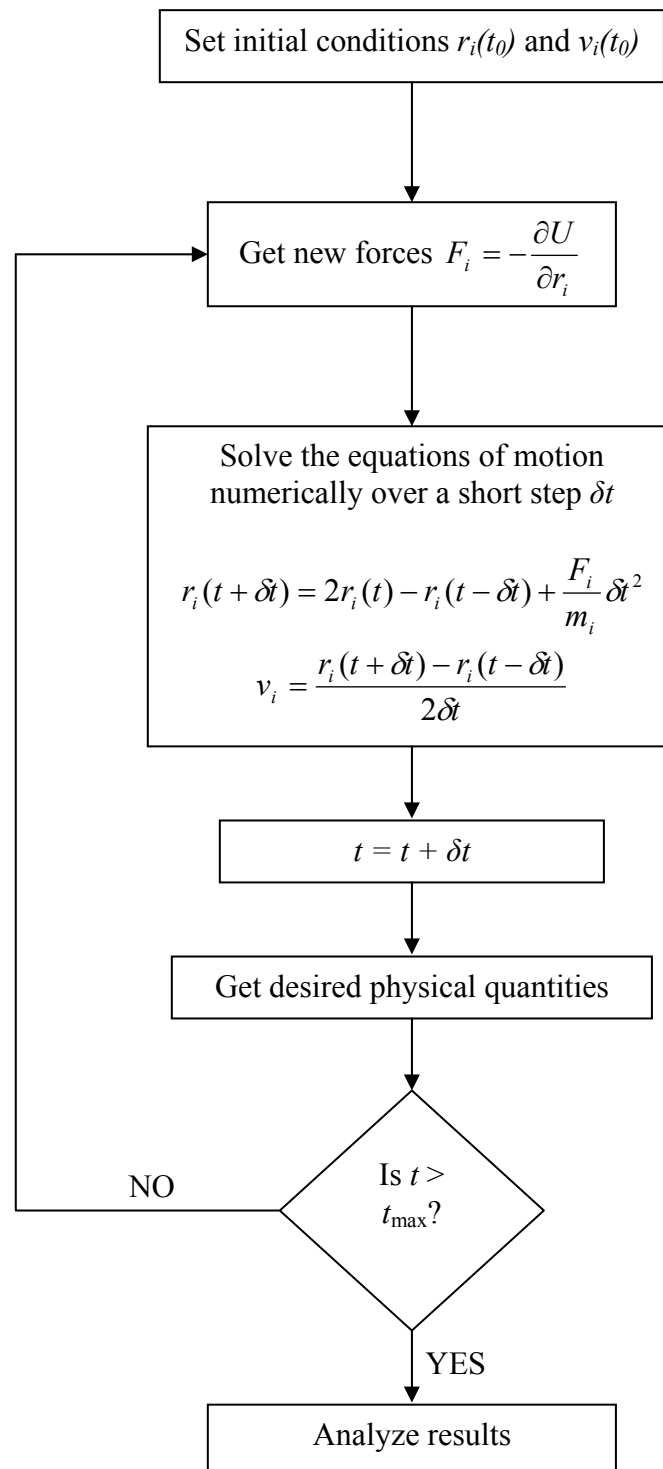 Set initial conditions r_i(t_0) and v_i(t_0)
Get new forces F_i = -∂U/∂r_i
Solve the equations of motion
numerically over a short step δt
r_i(t + δt) = 2r_i(t) − r_i(t − δt) + F_i/m_i δt^2
v_i = (r_i(t + δt) − r_i(t − δt))/2δt
t = t + δt
Get desired physical quantities
Is t >
t_max?
NO
YES
Analyze results